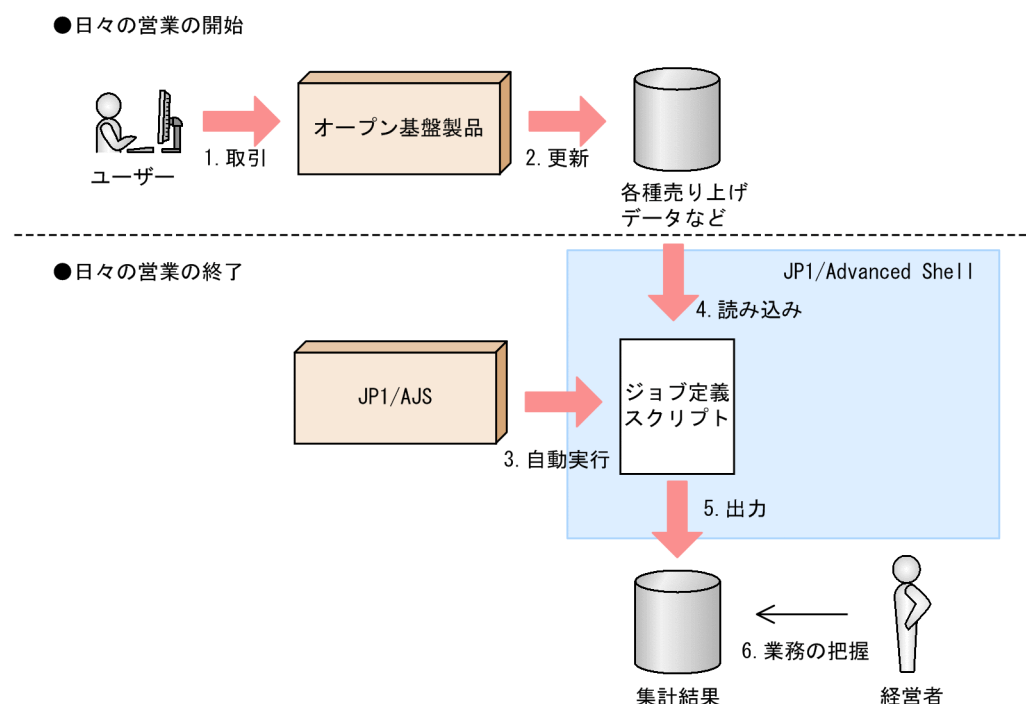 ●日々の営業の開始
オープン基盤製品
1.取引
2.更新
ユーザー
各種売り上げ
データなど
●日々の営業の終了
JP1/Advanced Shell
4.読み込み
JP1/AJS
ジョブ定義
スクリプト
3.自動実行
5.出力
6.業務の把握
集計結果
経営者